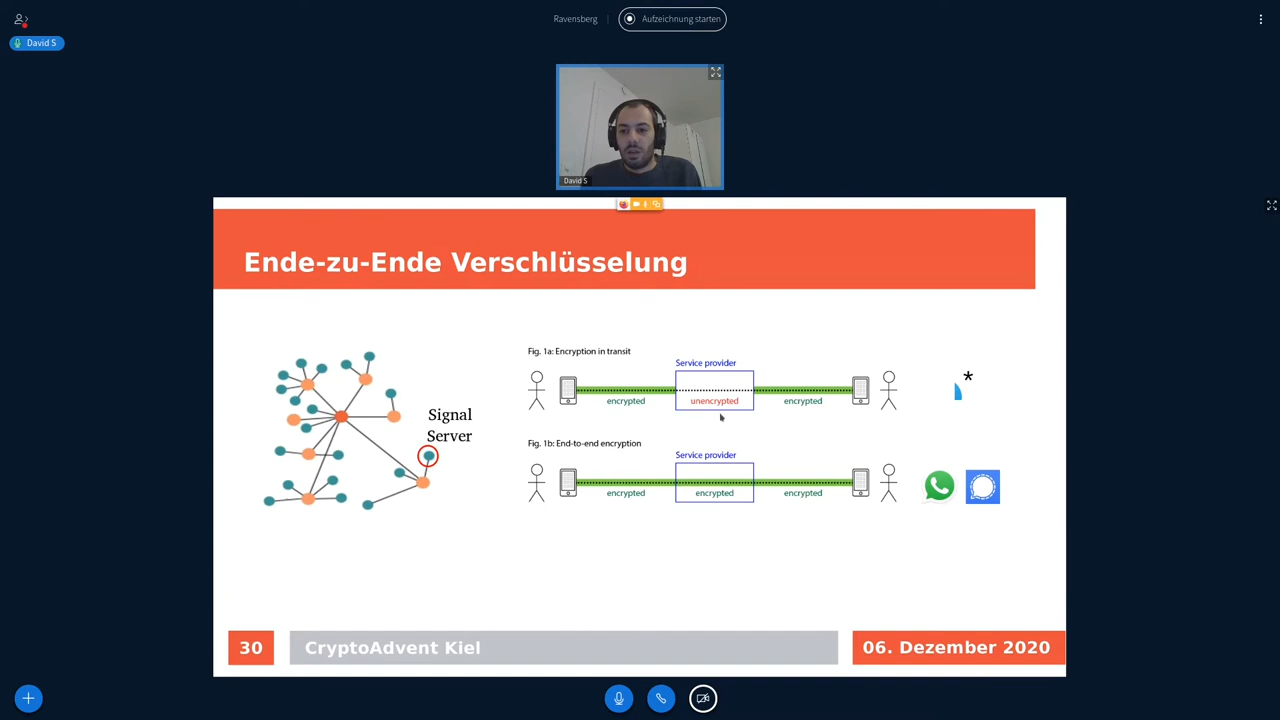 Ravensberg
Aufzeichnung starten
David S
David S
Ende-zu-Ende Verschlüsselung
Signal
Server
Fig. 1a: Encryption in transit
Service provider
encrypted
unencrypted
encrypted
*
Fig. 1b: End-to-end encryption
Service provider
encrypted
encrypted
encrypted
30
CryptoAdvent Kiel
06. Dezember 2020